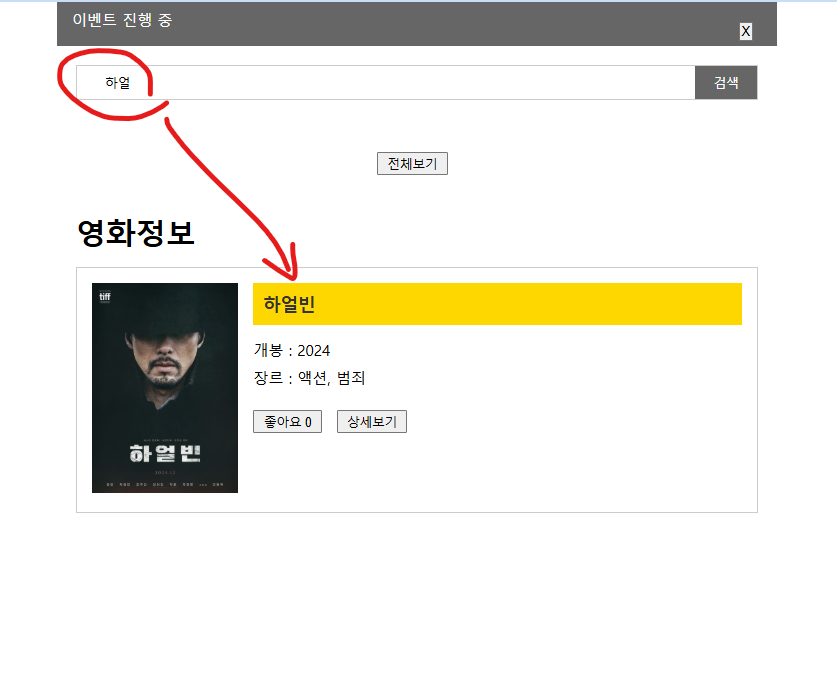 이벤트 진행 중
X
하얼
검색
전체보기
영화정보
tiff
하얼빈
개봉 : 2024
장르 : 액션, 범죄
좋아요 0
상세보기
하얼빈